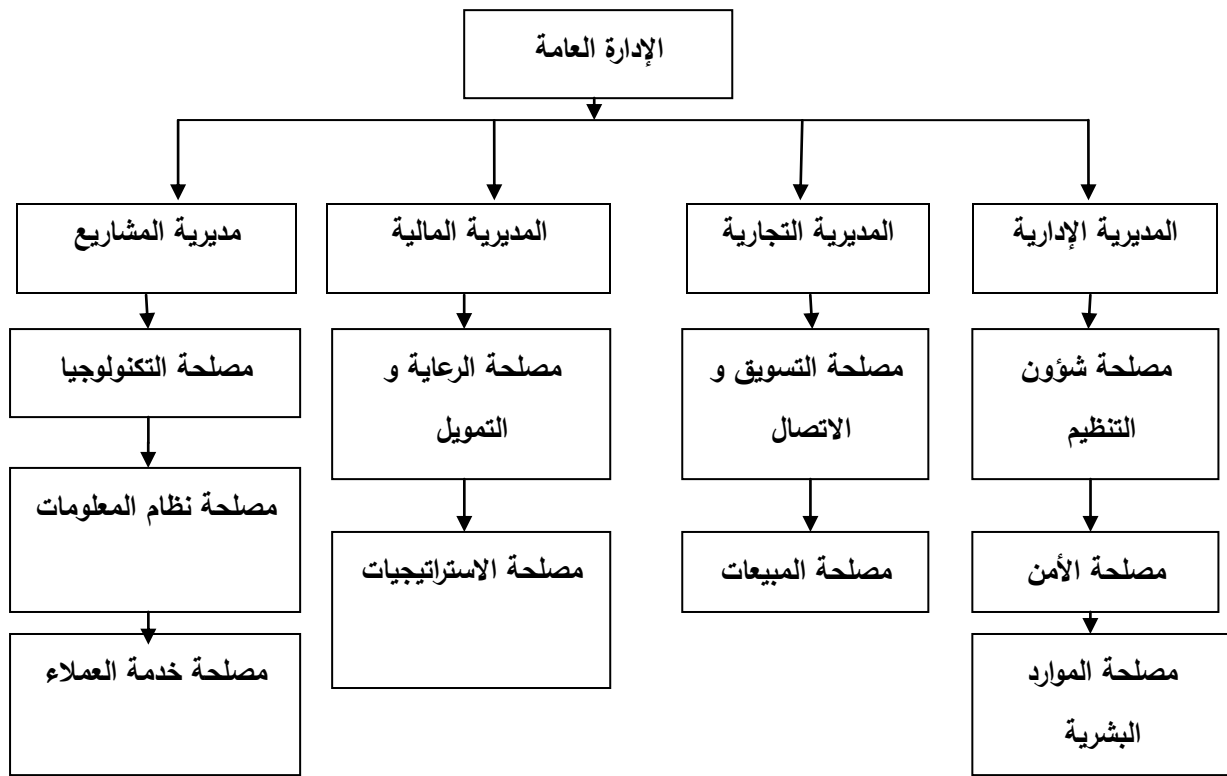 الإدارة العامة
المديرية الإدارية
المديرية التجارية
المديرية المالية
مديرية المشاريع
مصلحة شؤون
التنظيم
مصلحة التسويق و
الاتصال
مصلحة الرعاية و
التمويل
مصلحة التكنولوجيا
مصلحة نظام المعلومات
مصلحة الأمن
مصلحة المبيعات
مصلحة الاستراتيجيات
مصلحة خدمة العملاء
مصلحة الموارد
البشرية